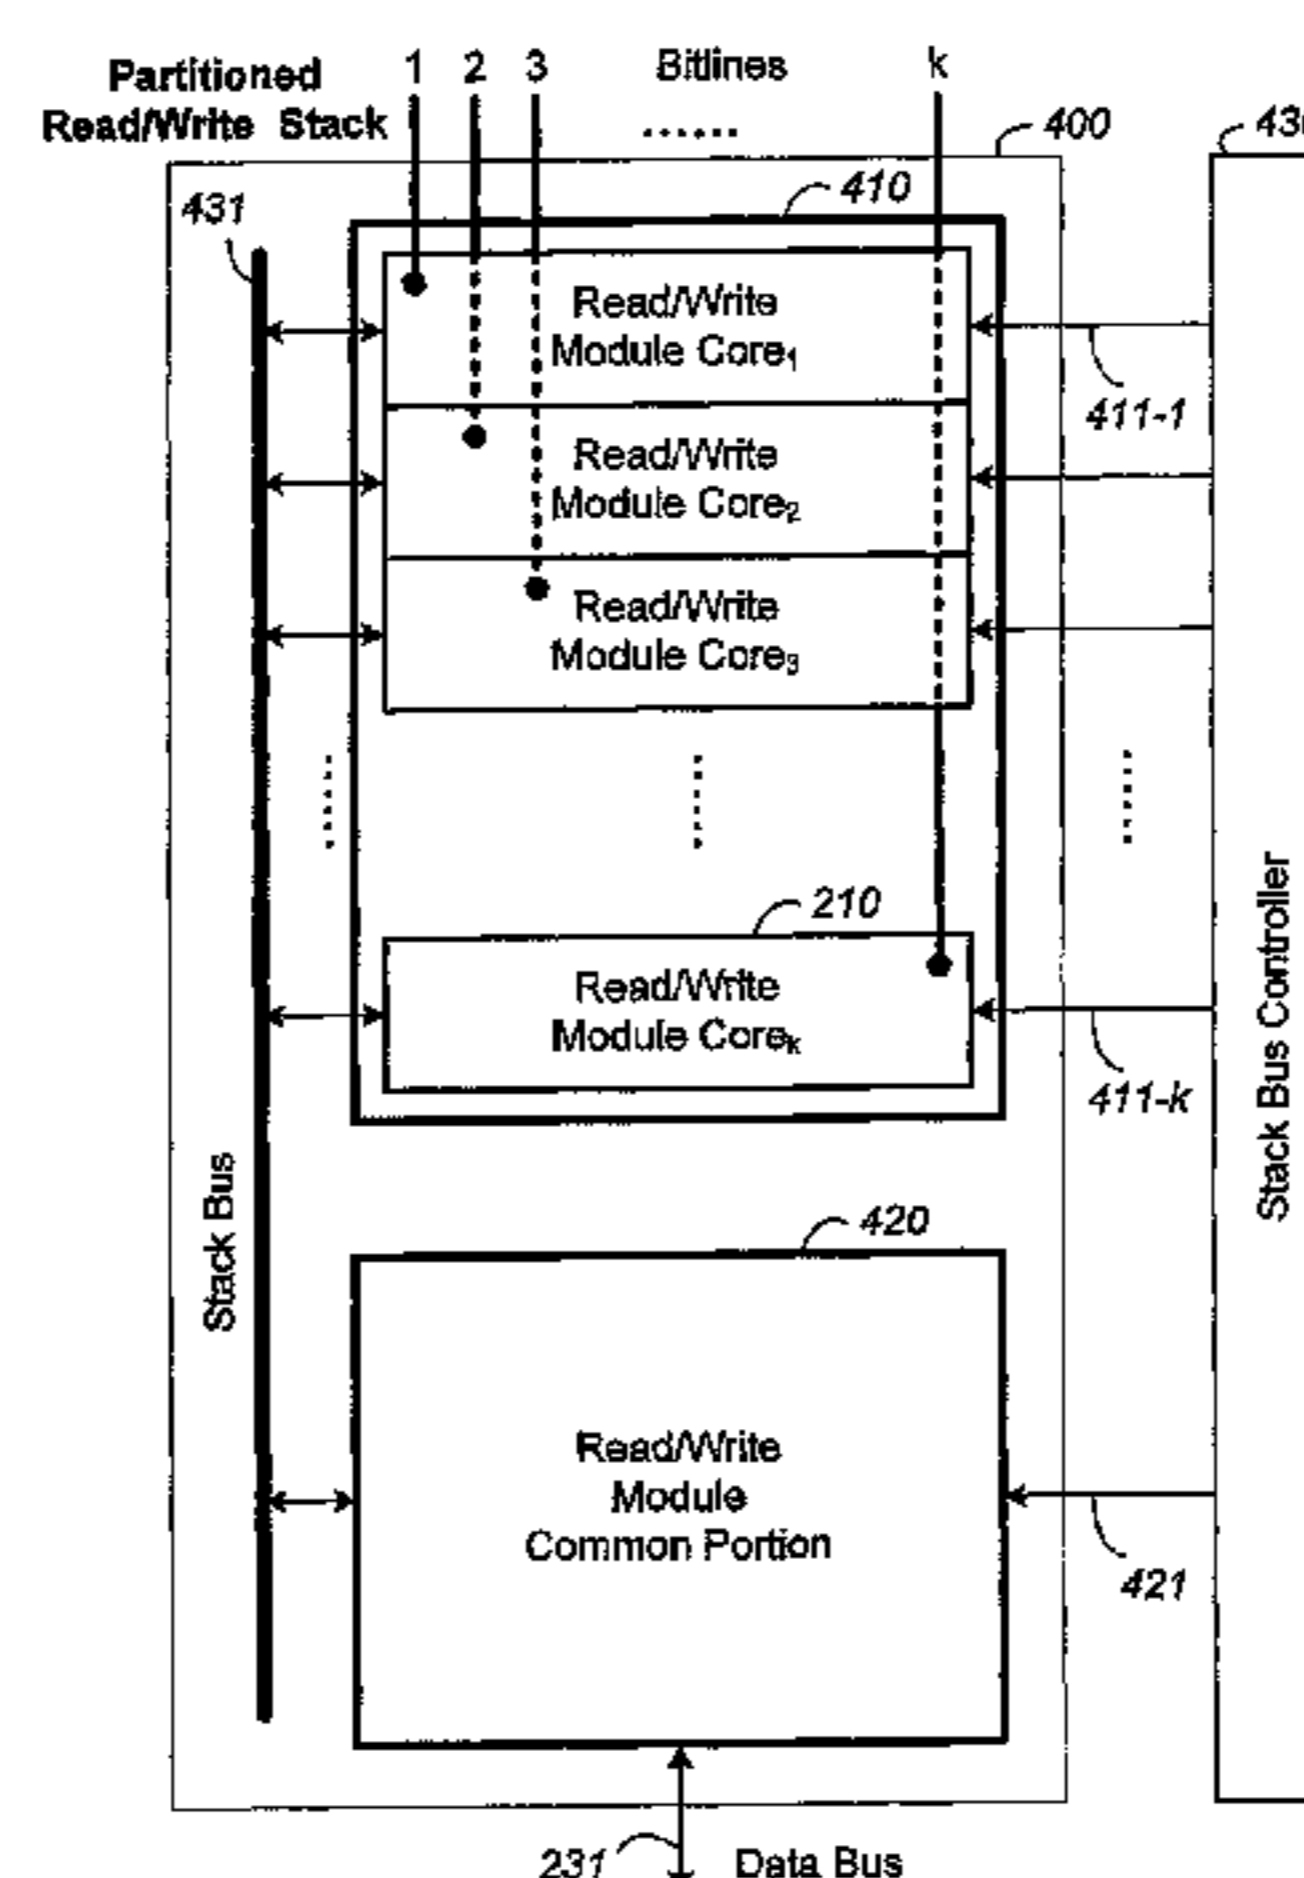 Partitioned
Read/Write Stack
1 2 3 Bitlines k
......
400
431
410
Read/Write
Module Core₁
411-1
Read/Write
Module Core₂
Read/Write
Module Core₃
210
Read/Write
Module Coreₖ
411-k
Stack Bus
Stack Bus Controller
420
Read/Write
Module
Common Portion
421
231 Data Bus